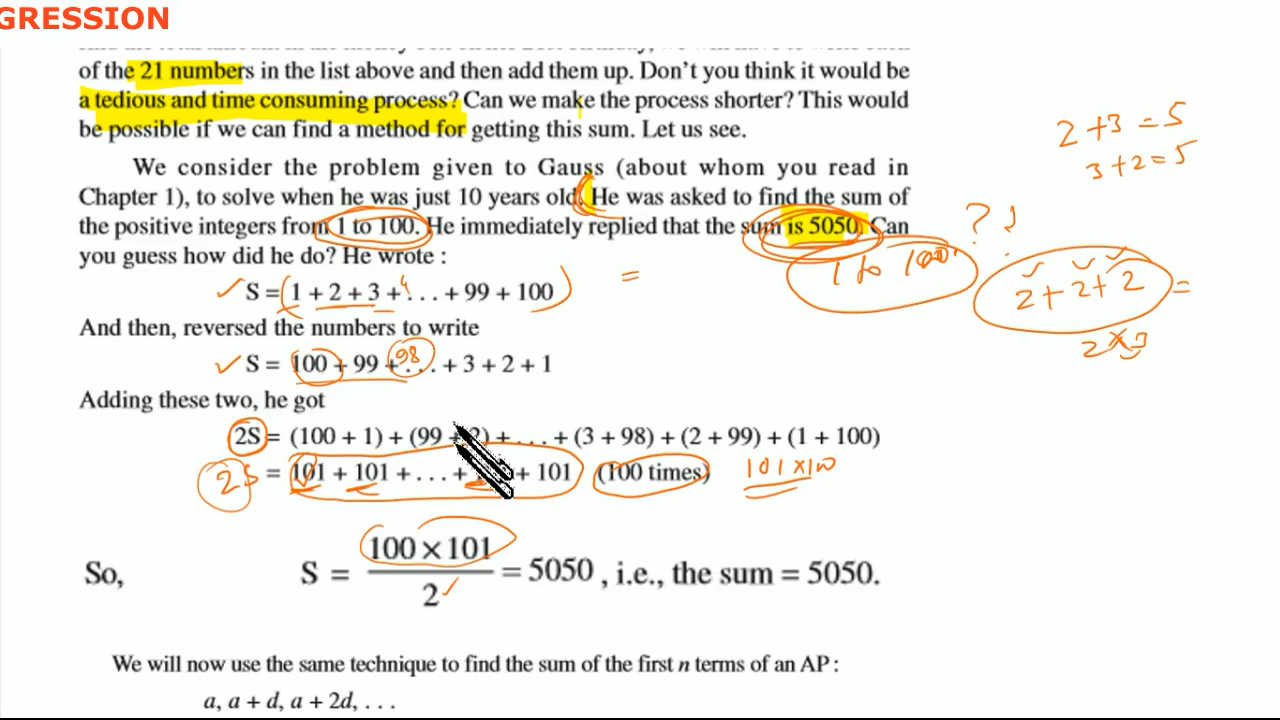 GRESSION
of the 21 numbers in the list above and then add them up. Don't you think it would be
a tedious and time consuming process? Can we make the process shorter? This would
be possible if we can find a method for getting this sum. Let us see.
2 + 3 = 5
3 + 2 = 5
We consider the problem given to Gauss (about whom you read in
Chapter 1), to solve when he was just 10 years old. He was asked to find the sum of
the positive integers from 1 to 100. He immediately replied that the sum is 5050. Can
you guess how did he do? He wrote :
? !
1 to 100
S = (1 + 2 + 3 + 4 . . . + 99 + 100) =
2 + 2 + 2 =
2 × 3
And then, reversed the numbers to write
S = 100 + 99 + 98 . . . + 3 + 2 + 1
Adding these two, he got
2S = (100 + 1) + (99 + 2) + . . . + (3 + 98) + (2 + 99) + (1 + 100)
2S = 101 + 101 + . . . + + 101 (100 times) 101 × 100
So, S = 100 × 101 / 2 = 5050 , i.e., the sum = 5050.
We will now use the same technique to find the sum of the first n terms of an AP :
a, a + d, a + 2d, . . .